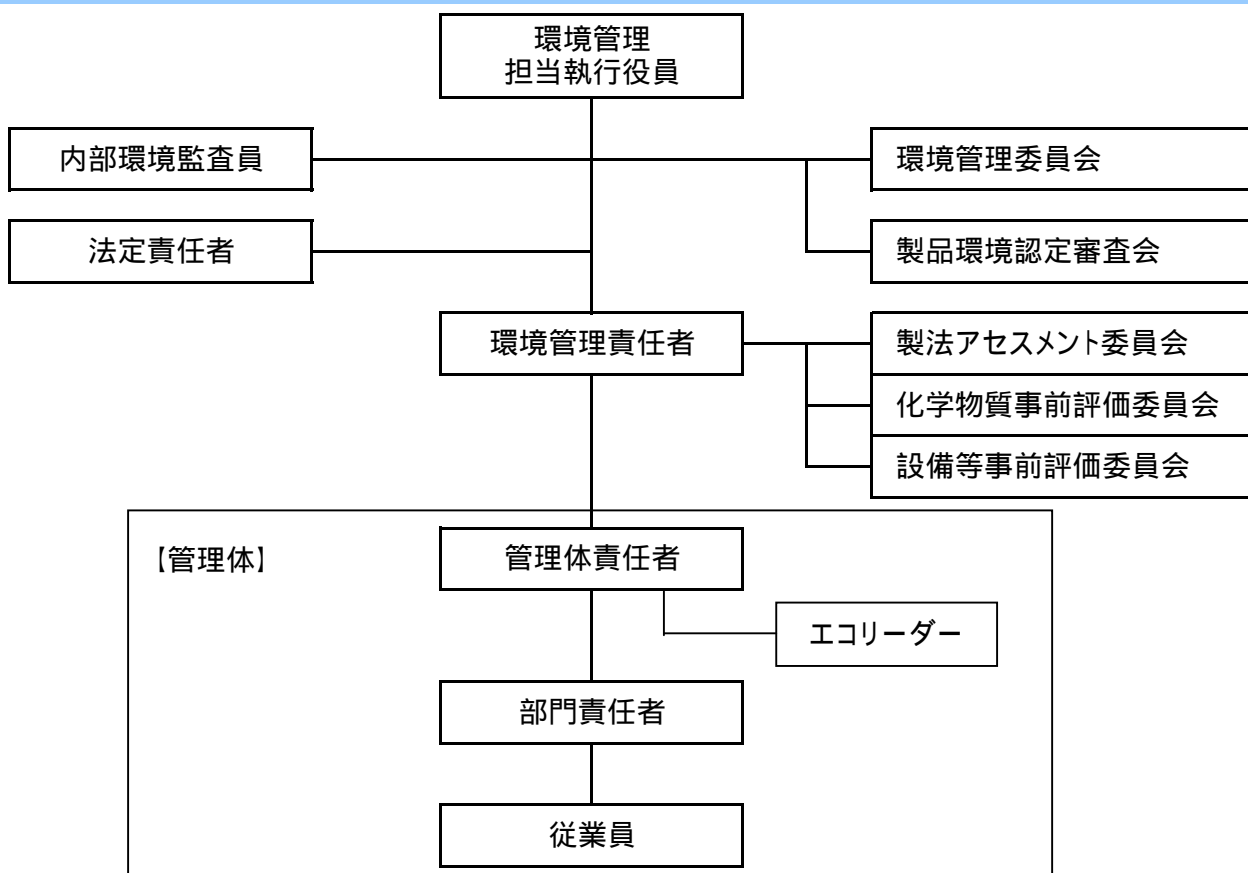 環境管理
担当執行役員
内部環境監査員
環境管理委員会
法定責任者
製品環境認定審査会
環境管理責任者
製法アセスメント委員会
化学物質事前評価委員会
設備等事前評価委員会
【管理体】
管理体責任者
エコリーダー
部門責任者
従業員